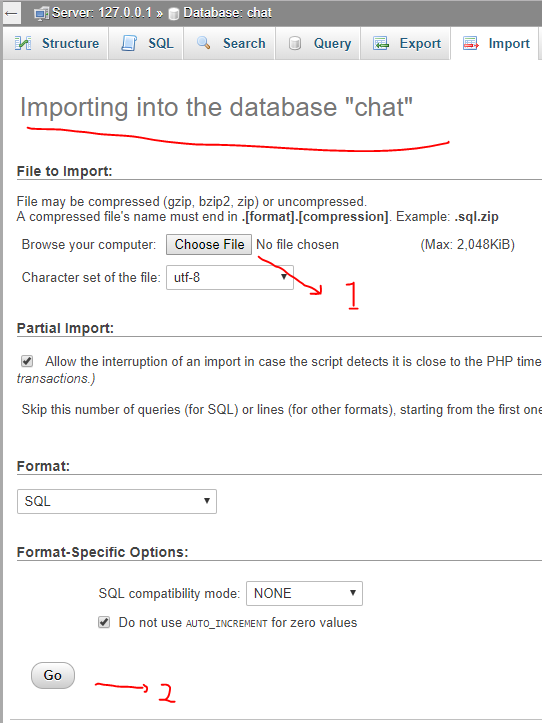 ← Server: 127.0.0.1 » Database: chat
Structure SQL Search Query Export Import
Importing into the database "chat"
File to Import:
File may be compressed (gzip, bzip2, zip) or uncompressed.
A compressed file's name must end in .[format].[compression]. Example: .sql.zip
Browse your computer: Choose File No file chosen (Max: 2,048KiB)
Character set of the file: utf-8
1
Partial Import:
Allow the interruption of an import in case the script detects it is close to the PHP time
transactions.)
Skip this number of queries (for SQL) or lines (for other formats), starting from the first one
Format:
SQL
Format-Specific Options:
SQL compatibility mode: NONE
Do not use AUTO_INCREMENT for zero values
Go
2